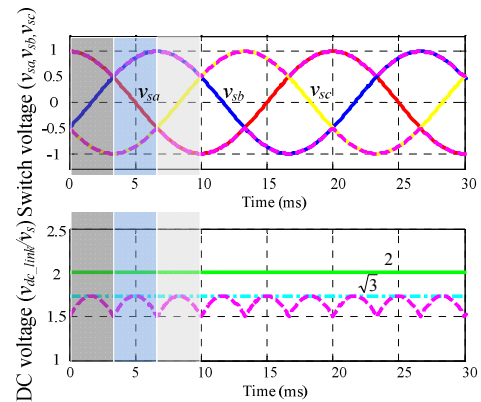 Switch voltage (vsa,vsb,vsc)
1
0.5
0
-0.5
-1
vsa
vsb
vsc
0 5 10 15 20 25 30
Time (ms)
DC voltage (vdc_link/vs)
2.5
2
1.5
1
2
√3
0 5 10 15 20 25 30
Time (ms)